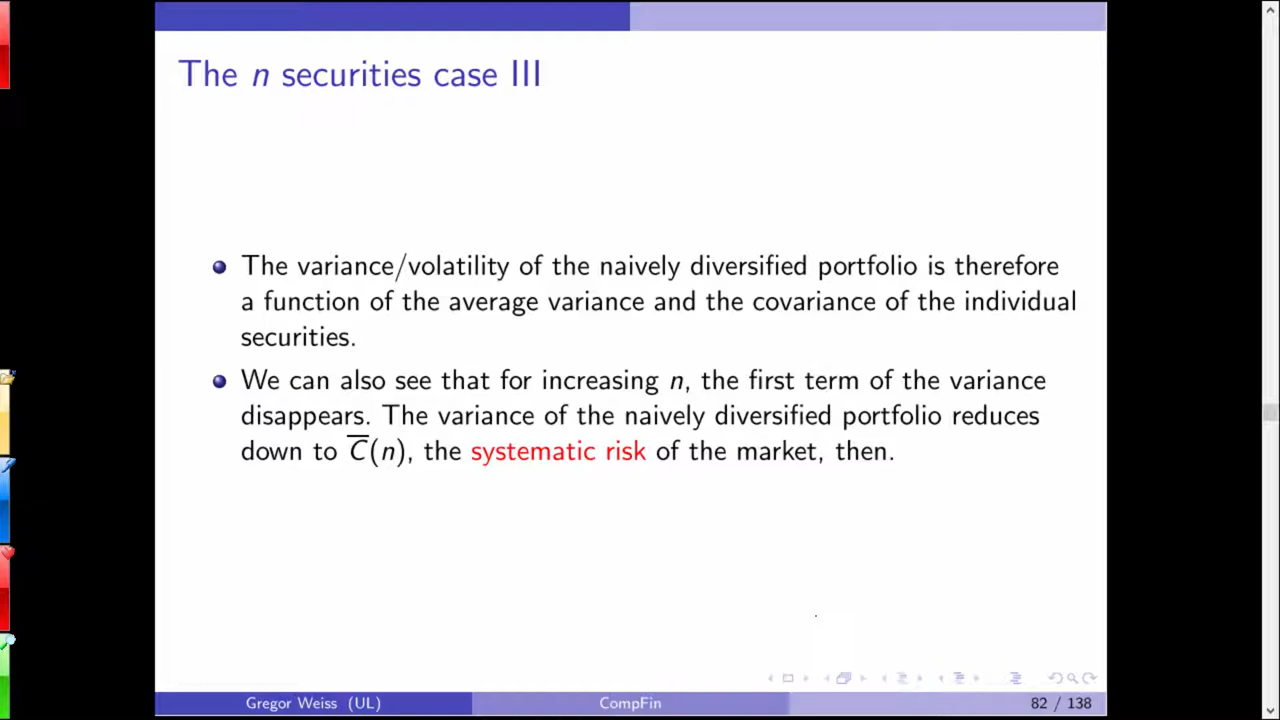 The n securities case III
The variance/volatility of the naively diversified portfolio is therefore
a function of the average variance and the covariance of the individual
securities.
We can also see that for increasing n, the first term of the variance
disappears. The variance of the naively diversified portfolio reduces
down to C̅(n), the systematic risk of the market, then.
Gregor Weiss (UL) CompFin 82 / 138